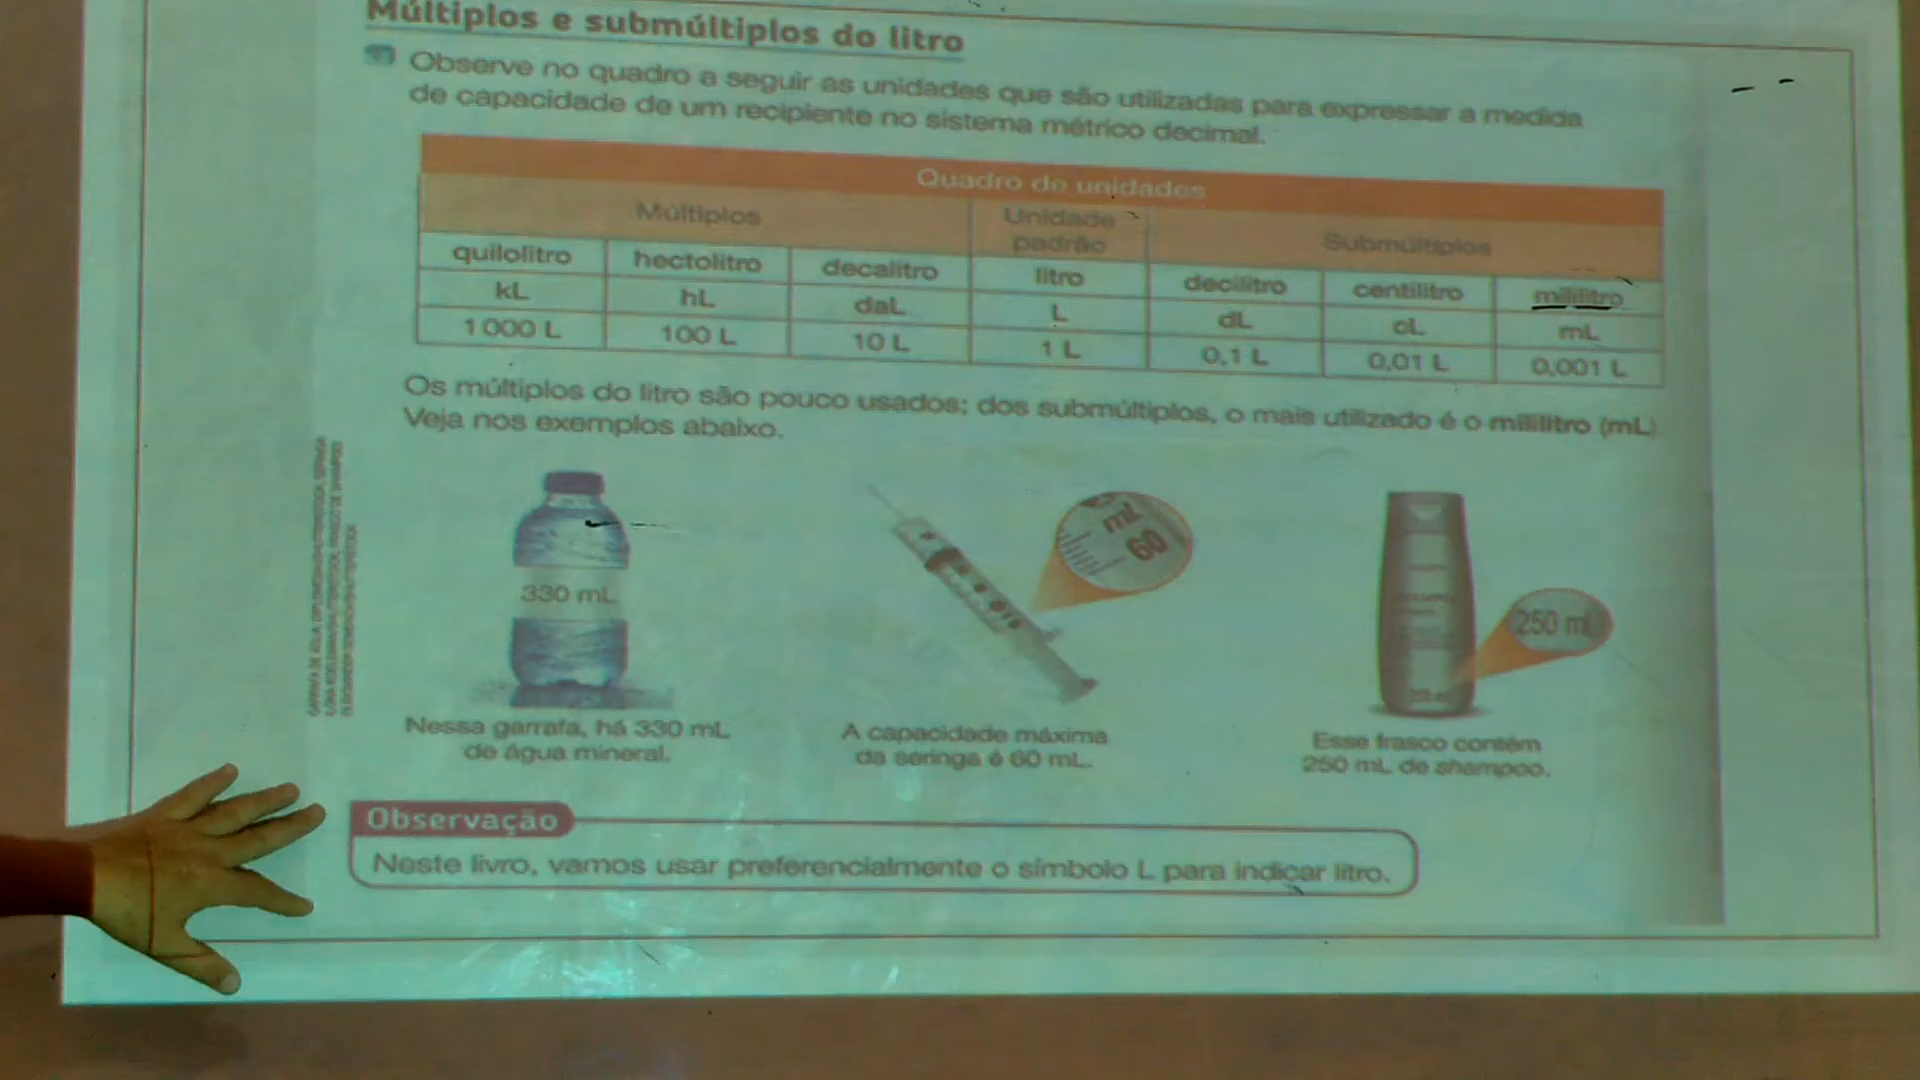 Múltiplos e submúltiplos do litro
Observe no quadro a seguir as unidades que são utilizadas para expressar a medida
de capacidade de um recipiente no sistema métrico decimal.
Quadro de unidades
Múltiplos
Unidade
padrão
Submúltiplos
quilolitro hectolitro decalitro litro decilitro centilitro mililitro
kL hL daL L dL cL mL
1 000 L 100 L 10 L 1 L 0,1 L 0,01 L 0,001 L
Os múltiplos do litro são pouco usados; dos submúltiplos, o mais utilizado é o mililitro (mL).
Veja nos exemplos abaixo.
330 mL
mL
60
250 ml
Nessa garrafa, há 330 mL
de água mineral.
A capacidade máxima
da seringa é 60 mL.
Esse frasco contém
250 mL de shampoo.
Observação
Neste livro, vamos usar preferencialmente o símbolo L para indicar litro.